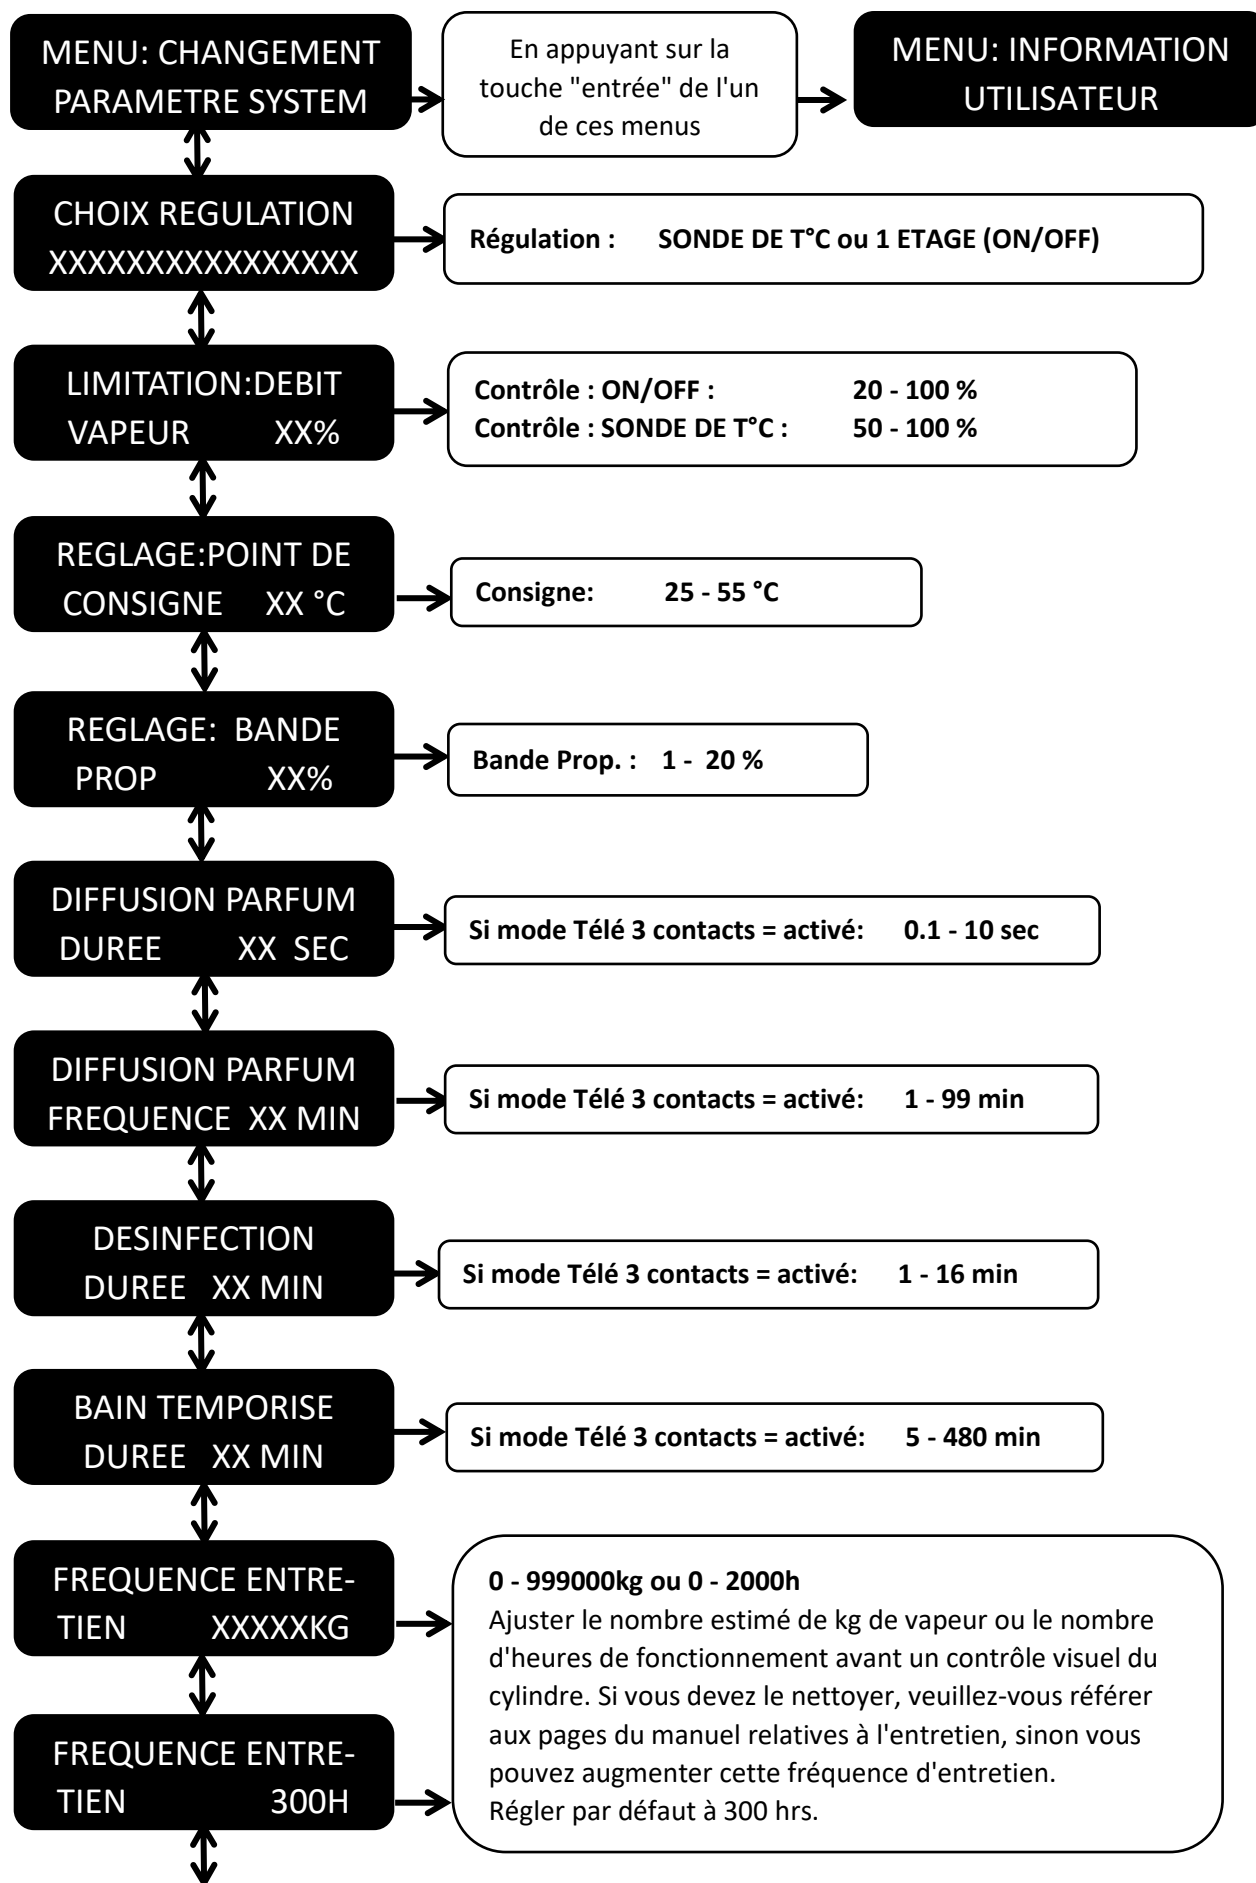 MENU: CHANGEMENT
PARAMETRE SYSTEM
En appuyant sur la
touche "entrée" de l'un
de ces menus
MENU: INFORMATION
UTILISATEUR
CHOIX REGULATION
XXXXXXXXXXXXXXXX
Régulation : SONDE DE T°C ou 1 ETAGE (ON/OFF)
LIMITATION:DEBIT
VAPEUR XX%
Contrôle : ON/OFF : 20 - 100 %
Contrôle : SONDE DE T°C : 50 - 100 %
REGLAGE:POINT DE
CONSIGNE XX °C
Consigne: 25 - 55 °C
REGLAGE: BANDE
PROP XX%
Bande Prop. : 1 - 20 %
DIFFUSION PARFUM
DUREE XX SEC
Si mode Télé 3 contacts = activé: 0.1 - 10 sec
DIFFUSION PARFUM
FREQUENCE XX MIN
Si mode Télé 3 contacts = activé: 1 - 99 min
DESINFECTION
DUREE XX MIN
Si mode Télé 3 contacts = activé: 1 - 16 min
BAIN TEMPORISE
DUREE XX MIN
Si mode Télé 3 contacts = activé: 5 - 480 min
FREQUENCE ENTRE-
TIEN XXXXXKG
FREQUENCE ENTRE-
TIEN 300H
0 - 999000kg ou 0 - 2000h
Ajuster le nombre estimé de kg de vapeur ou le nombre
d'heures de fonctionnement avant un contrôle visuel du
cylindre. Si vous devez le nettoyer, veuillez-vous référer
aux pages du manuel relatives à l'entretien, sinon vous
pouvez augmenter cette fréquence d'entretien.
Régler par défaut à 300 hrs.